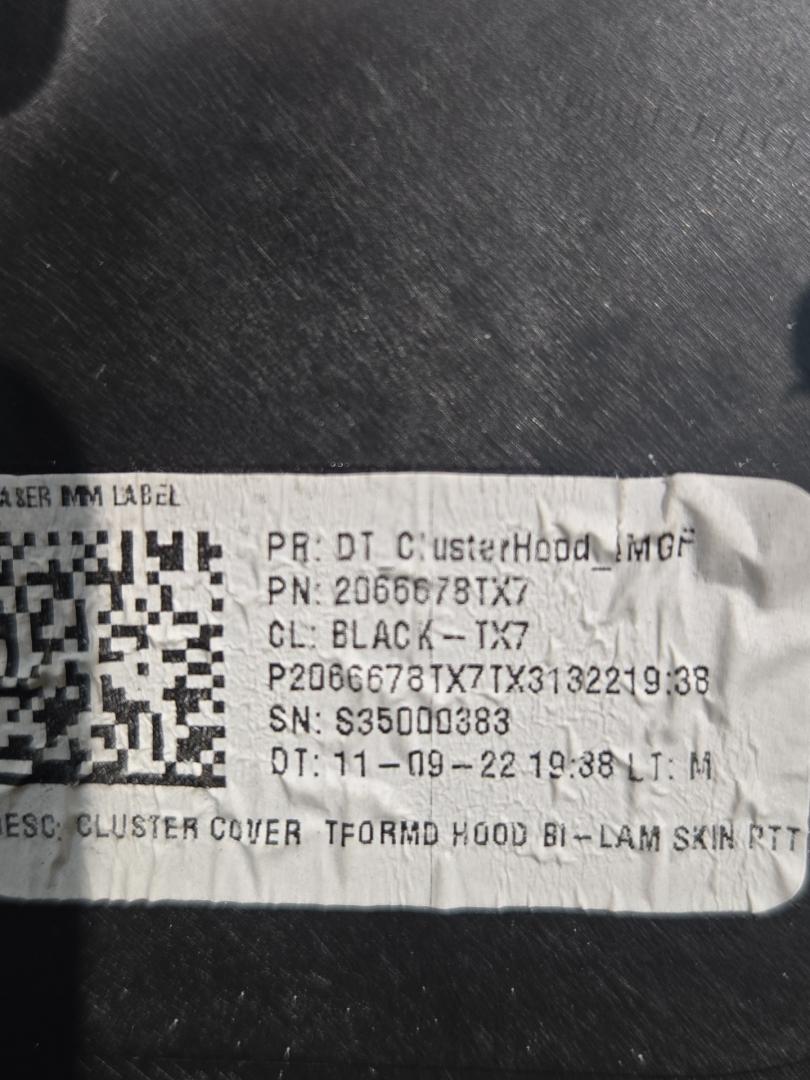 ASER IMM LABEL
PR: DT_ClusterHood_IMGF
PN: 2066678TX7
CL: BLACK-TX7
P2066678TX7TX3132219:38
SN: S35000383
DT: 11-09-22 19:38 LT: M
DESC: CLUSTER COVER TFORMD HOOD BI-LAM SKIN PTT